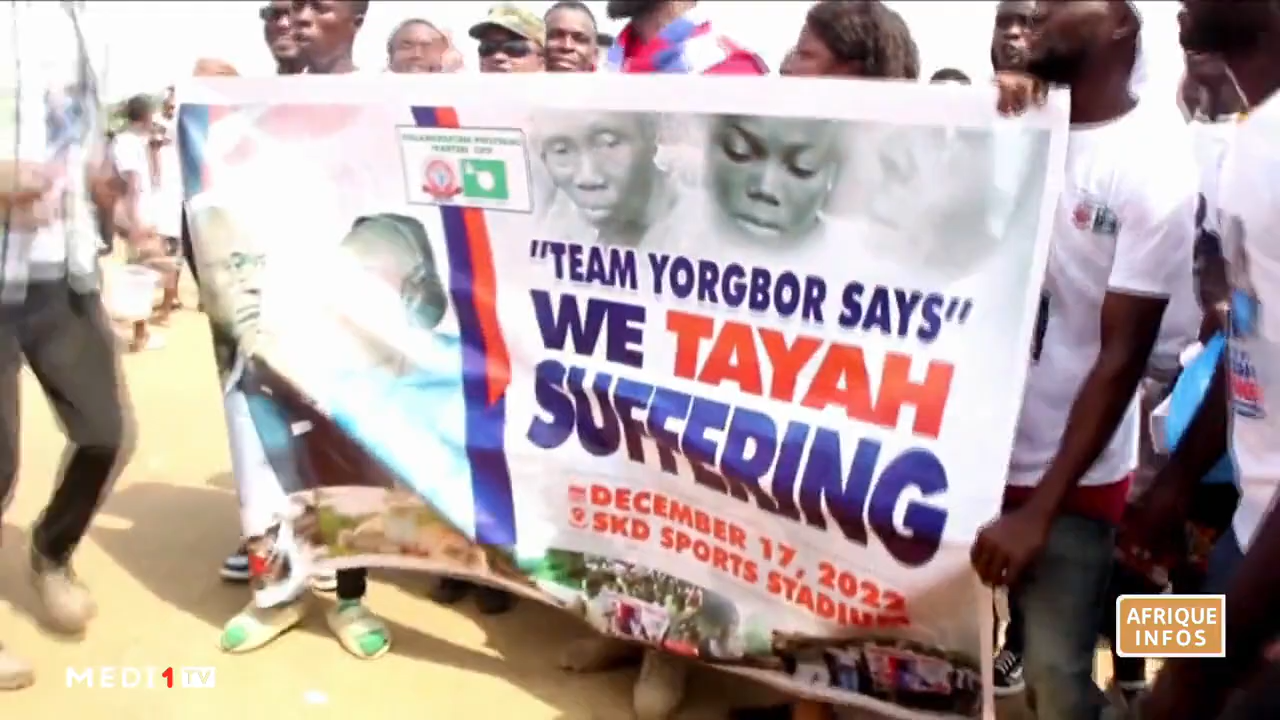 "TEAM YORGBOR SAYS"
WE TAYAH
SUFFERING
DECEMBER 17, 2022
SKD SPORTS STADIUM
AFRIQUE
INFOS
MEDI1TV